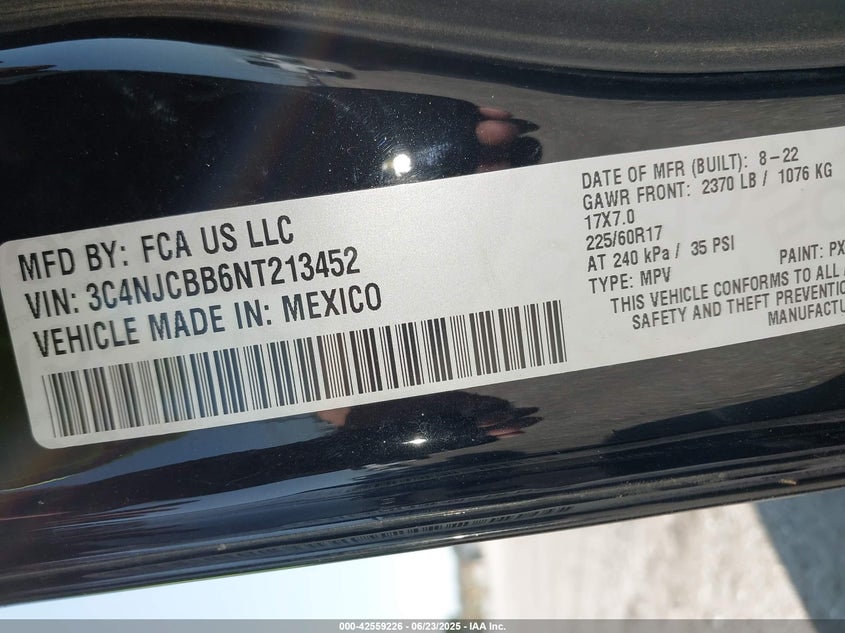 MFD BY: FCA US LLC
VIN: 3C4NJCBB6NT213452
VEHICLE MADE IN: MEXICO
DATE OF MFR (BUILT): 8-22
GAWR FRONT: 2370 LB / 1076 KG
17X7.0
225/60R17
AT 240 kPa / 35 PSI
TYPE: MPV
PAINT: PX
THIS VEHICLE CONFORMS TO ALL
SAFETY AND THEFT PREVENTIO
MANUFACTU
000-42559226 - 06/23/2025 - IAA Inc.